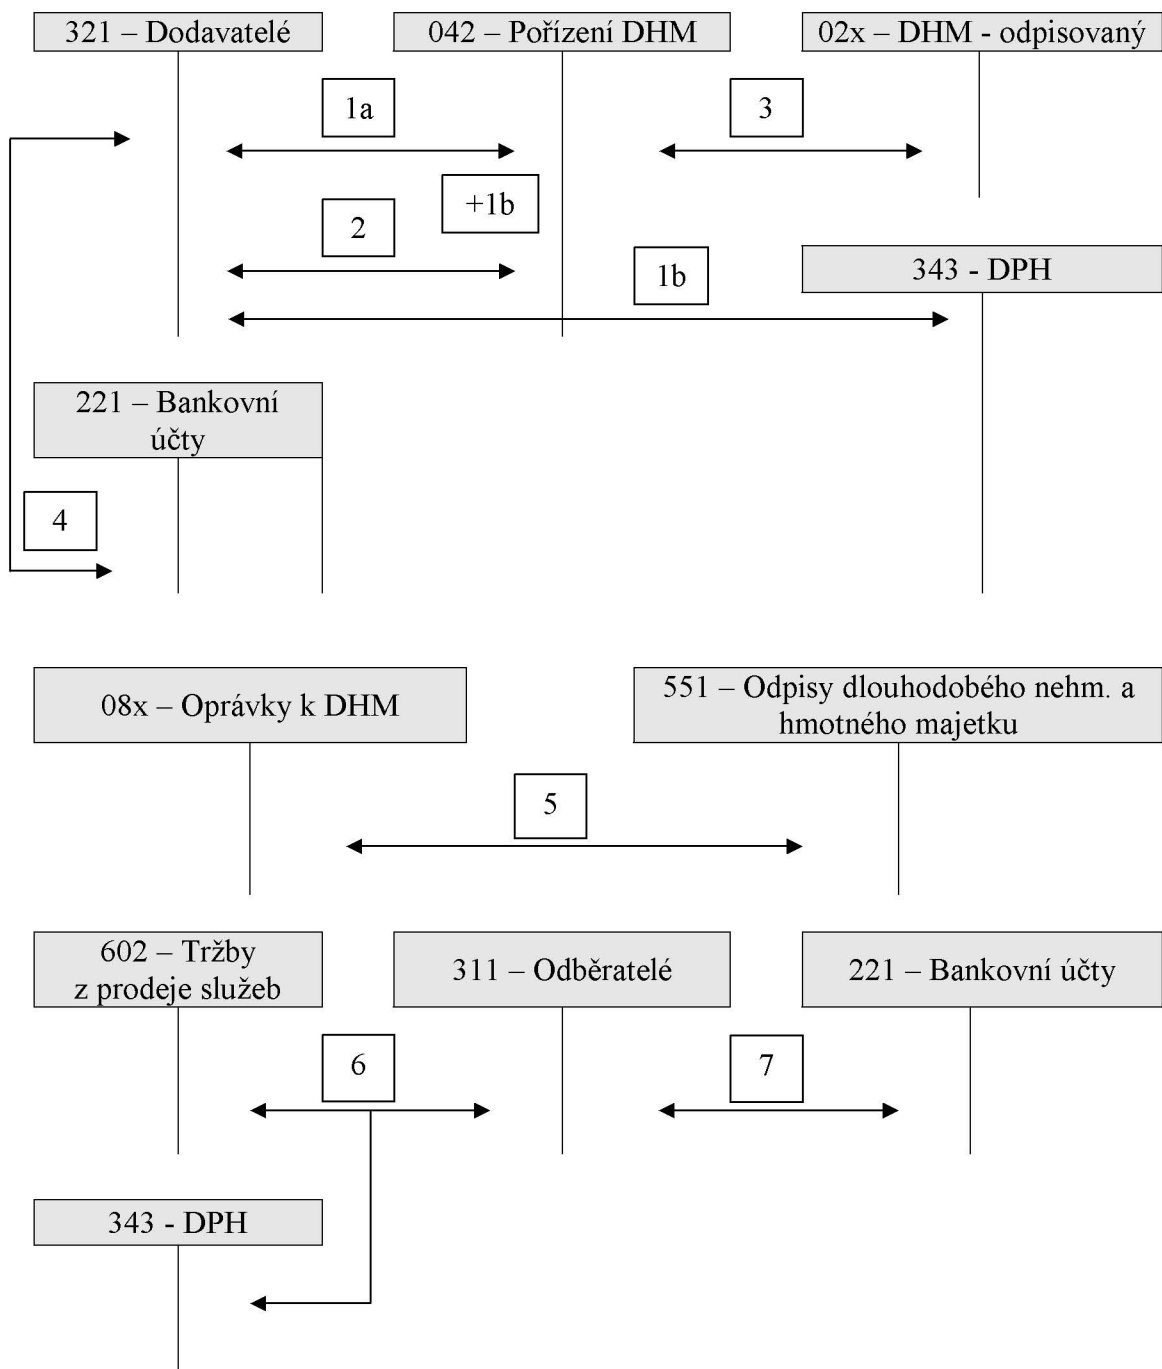 321 – Dodavatelé
042 – Pořízení DHM
02x – DHM - odpisovaný
1a
3
+1b
2
1b
343 - DPH
221 – Bankovní
účty
4
08x – Oprávky k DHM
551 – Odpisy dlouhodobého nehm. a
hmotného majetku
5
602 – Tržby
z prodeje služeb
311 – Odběratelé
221 – Bankovní účty
6
7
343 - DPH